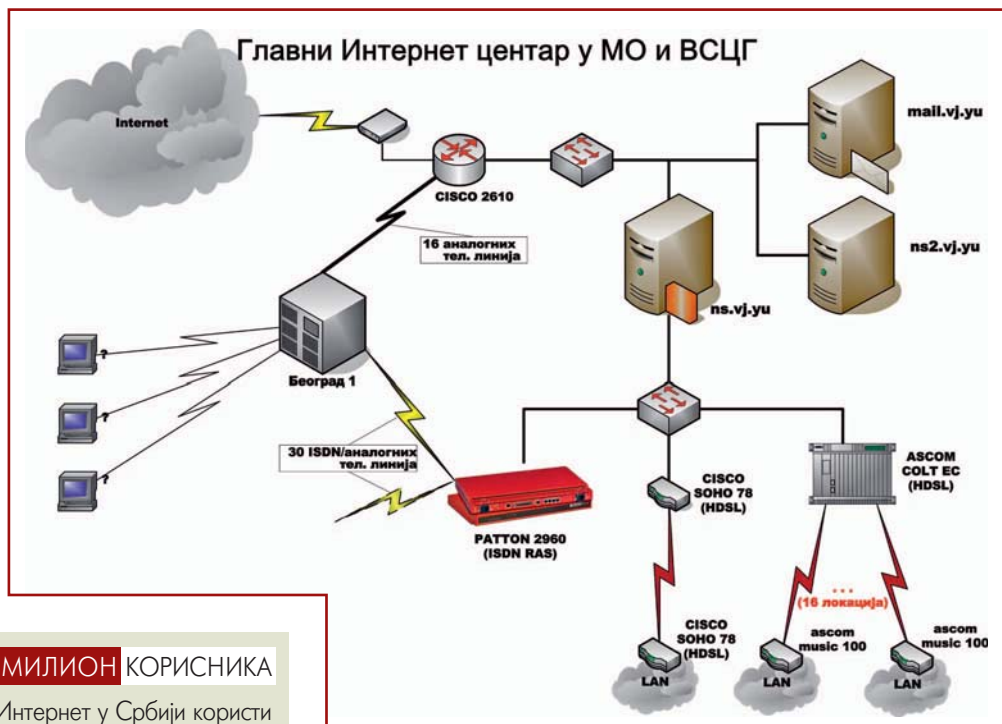 Главни Интернет центар у МО и ВСЦГ
Internet
CISCO 2610
mail.vj.yu
16 аналогних
тел. линија
ns2.vj.yu
ns.vj.yu
?
?
?
Београд 1
30 ISDN/аналогних
тел. линија
PATTON 2960
(ISDN RAS)
CISCO
SOHO 78
(HDSL)
ASCOM
COLT EC
(HDSL)
...
(16 локација)
CISCO
SOHO 78
(HDSL)
ascom
music 100
ascom
music 100
LAN
LAN
LAN
МИЛИОН КОРИСНИКА
Интернет у Србији користи